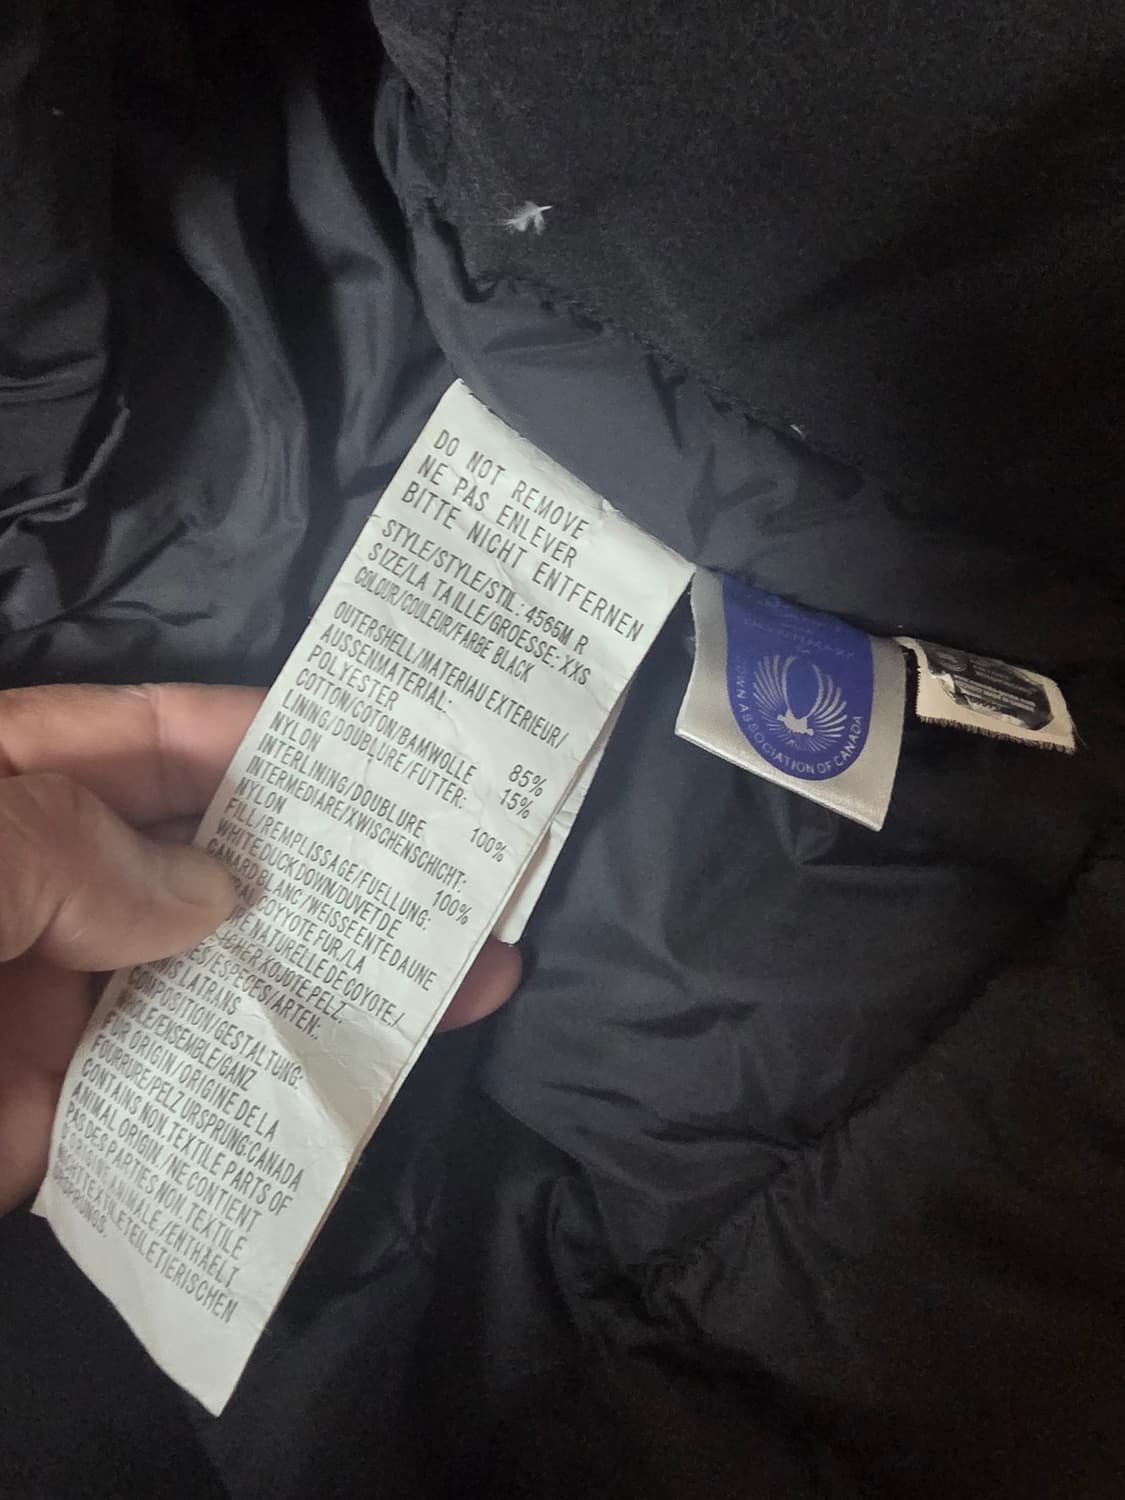 DO NOT REMOVE
NE PAS ENLEVER
BITTE NICHT ENTFERNEN
STYLE/STYLE/STIL: 4565M R
SIZE/LA TAILLE/GROESSE: XXS
COLOUR/COULEUR/FARBE BLACK
OUTERSHELL/MATERIAU EXTERIEUR/
AUSSENMATERIAL:
POLYESTER 85%
COTTON/COTON/BAMWOLLE 15%
LINING/DOUBLURE/FUTTER:
NYLON 100%
INTERLINING/DOUBLURE
INTERMEDIARE/XWISCHENSCHICHT:
NYLON 100%
FILL/REMPLISSAGE/FUELLUNG:
WHITE DUCK DOWN/DUVET DE
CANARD BLANC/WEISSE ENTE DAUNE
COYYOTE FUR./LA
NATURELLE DE COYOTE./
KOJOTE PELZ.
/ESPECES/ARTEN:
LATRANS
COMPOSITION/GESTALTUNG:
WHOLE/ENSEMBLE/GANZ
FUR ORIGIN/ORIGINE DE LA
FOURRURE/PELZ URSPRUNG:CANADA
CONTAINS NON.TEXTILE PARTS OF
ANIMAL ORIGIN./NE CONTIENT
PAS DES PARTIES NON TEXTILE
ANIMALE./ENTHAELT
TEILE TIERISCHEN
ASSOCIATION OF CANADA